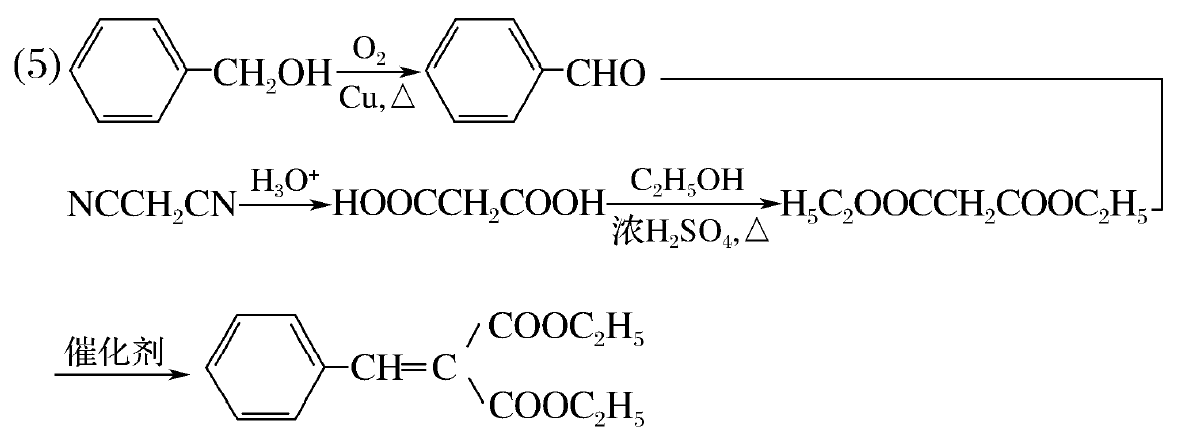 (5) CH₂OH O₂ Cu,△ CHO
NCCH₂CN H₃O⁺ HOOCCH₂COOH C₂H₅OH 浓H₂SO₄,△ H₅C₂OOCCH₂COOC₂H₅
催化剂 CH=C COOC₂H₅ COOC₂H₅